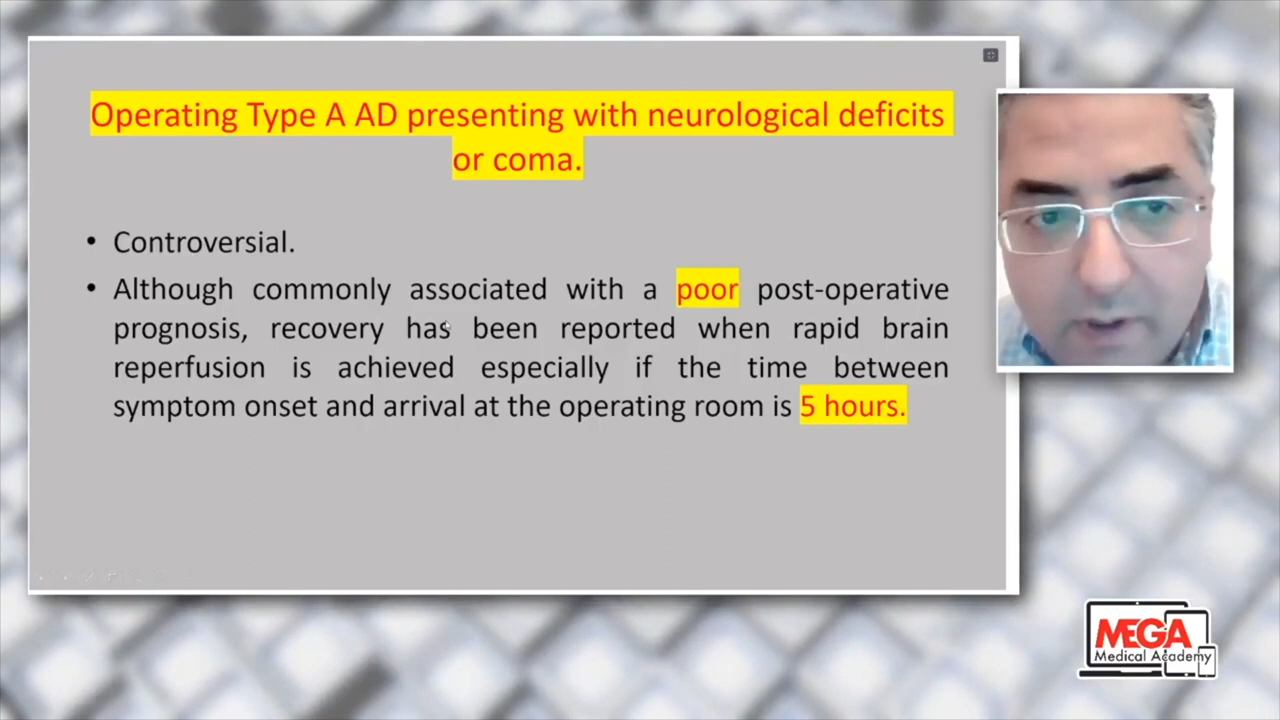 Operating Type A AD presenting with neurological deficits
or coma.
• Controversial.
• Although commonly associated with a poor post-operative
prognosis, recovery has been reported when rapid brain
reperfusion is achieved especially if the time between
symptom onset and arrival at the operating room is 5 hours.
MEGA
Medical Academy